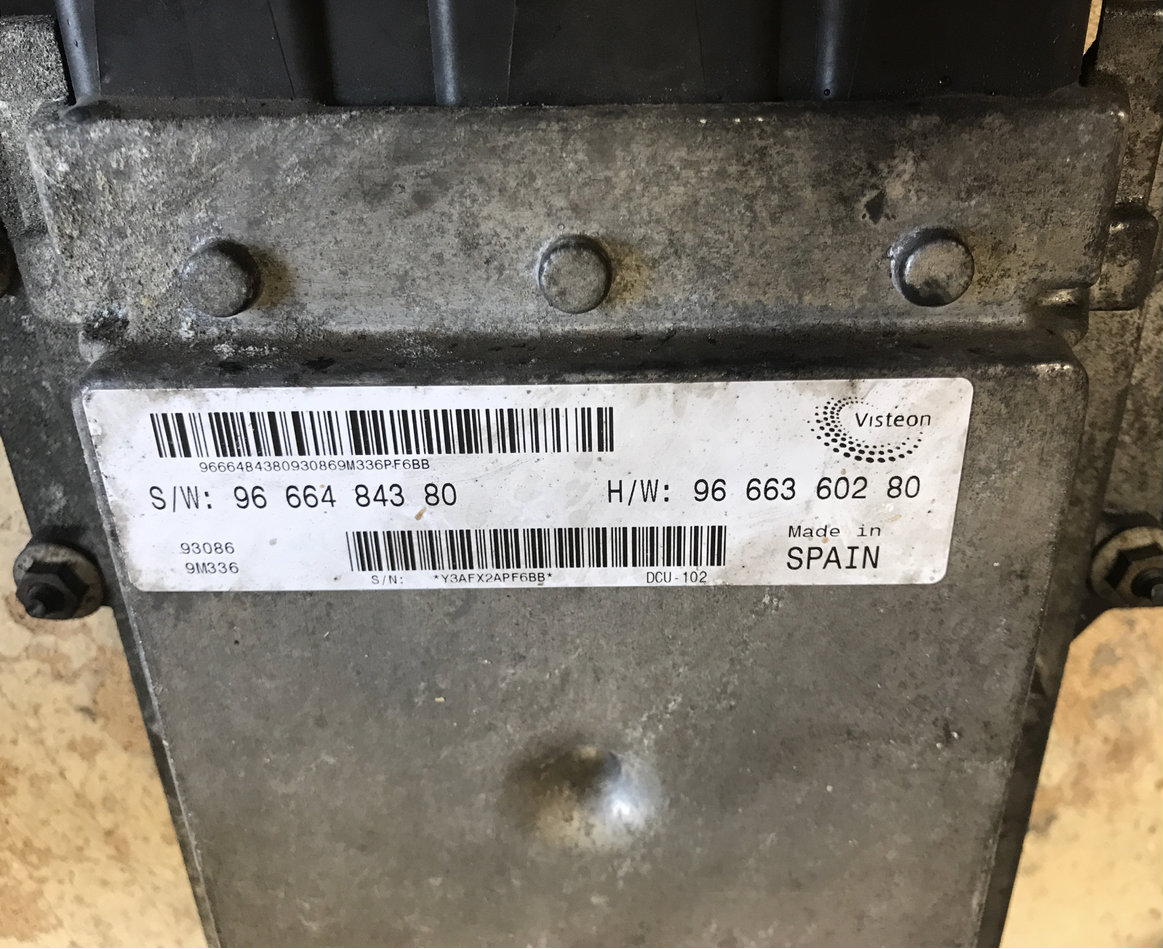 Visteon
9666484380930869M336PF6BB
S/W: 96 664 843 80
H/W: 96 663 602 80
93086
9M336
Made in
SPAIN
S/N: *Y3AFX2APF6BB*
DCU-102